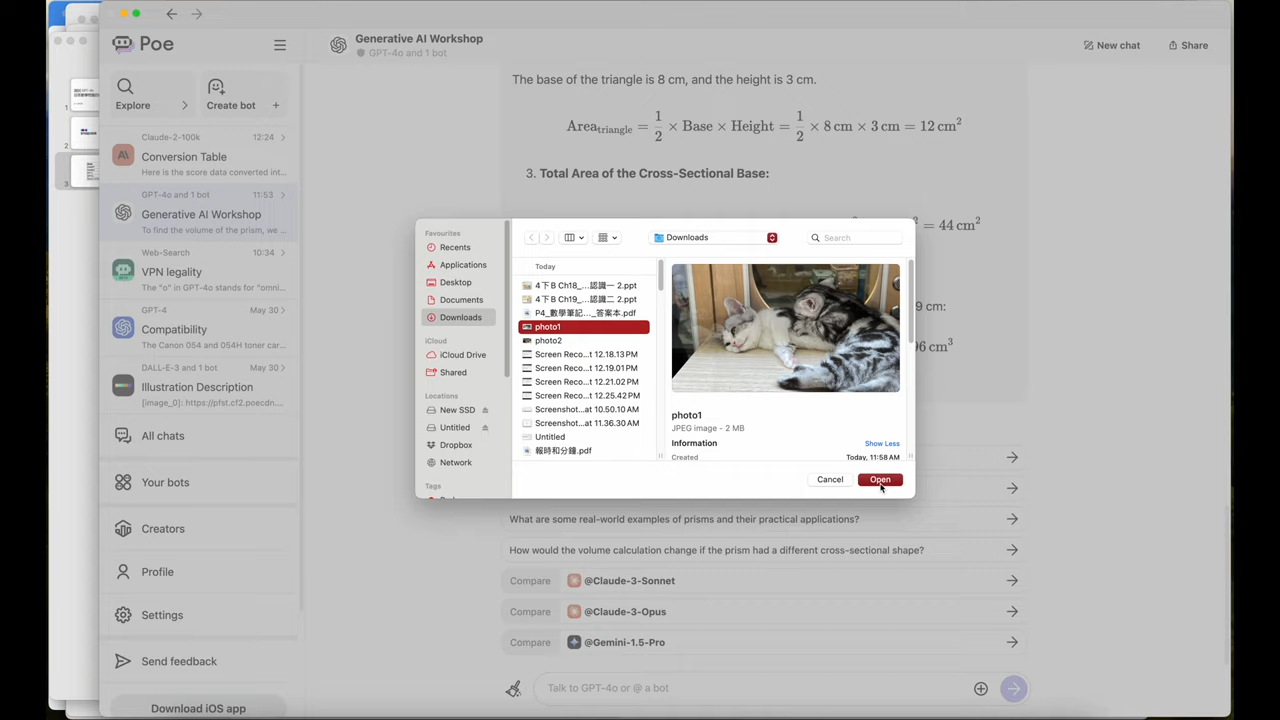 Poe
Explore
Create bot
Claude-2-100k 12:24
Conversion Table
Here is the score data converted int...
GPT-4o and 1 bot 11:53
Generative AI Workshop
To find the volume of the prism, we ...
Web-Search 10:34
VPN legality
The "o" in GPT-4o stands for "omni...
GPT-4 May 30
Compatibility
The Canon 054 and 054H toner car...
DALL-E-3 and 1 bot May 30
Illustration Description
[image_0]: https://pfst.cf2.poecdn....
All chats
Your bots
Creators
Profile
Settings
Send feedback
Download iOS app
1
2
3
Generative AI Workshop
GPT-4o and 1 bot
New chat
Share
The base of the triangle is 8 cm, and the height is 3 cm.
Area triangle = 1/2 × Base × Height = 1/2 × 8 cm × 3 cm = 12 cm²
3. Total Area of the Cross-Sectional Base:
² = 44 cm²
9 cm:
96 cm³
Favourites
Recents
Applications
Desktop
Documents
Downloads
iCloud
iCloud Drive
Shared
Locations
New SSD
Untitled
Dropbox
Network
Tags
Downloads
Search
Today
4下B Ch18_...認識一 2.ppt
4下B Ch19_...認識二 2.ppt
P4_數學筆記..._答案本.pdf
photo1
photo2
Screen Reco...t 12.18.13 PM
Screen Reco...t 12.19.01 PM
Screen Reco...t 12.21.02 PM
Screen Reco...t 12.25.42 PM
Screenshot...at 10.50.10 AM
Screenshot...at 11.36.30 AM
Untitled
報時和分鐘.pdf
photo1
JPEG image - 2 MB
Information
Show Less
Created
Today, 11:58 AM
Cancel
Open
What are some real-world examples of prisms and their practical applications?
How would the volume calculation change if the prism had a different cross-sectional shape?
Compare @Claude-3-Sonnet
Compare @Claude-3-Opus
Compare @Gemini-1.5-Pro
Talk to GPT-4o or @ a bot